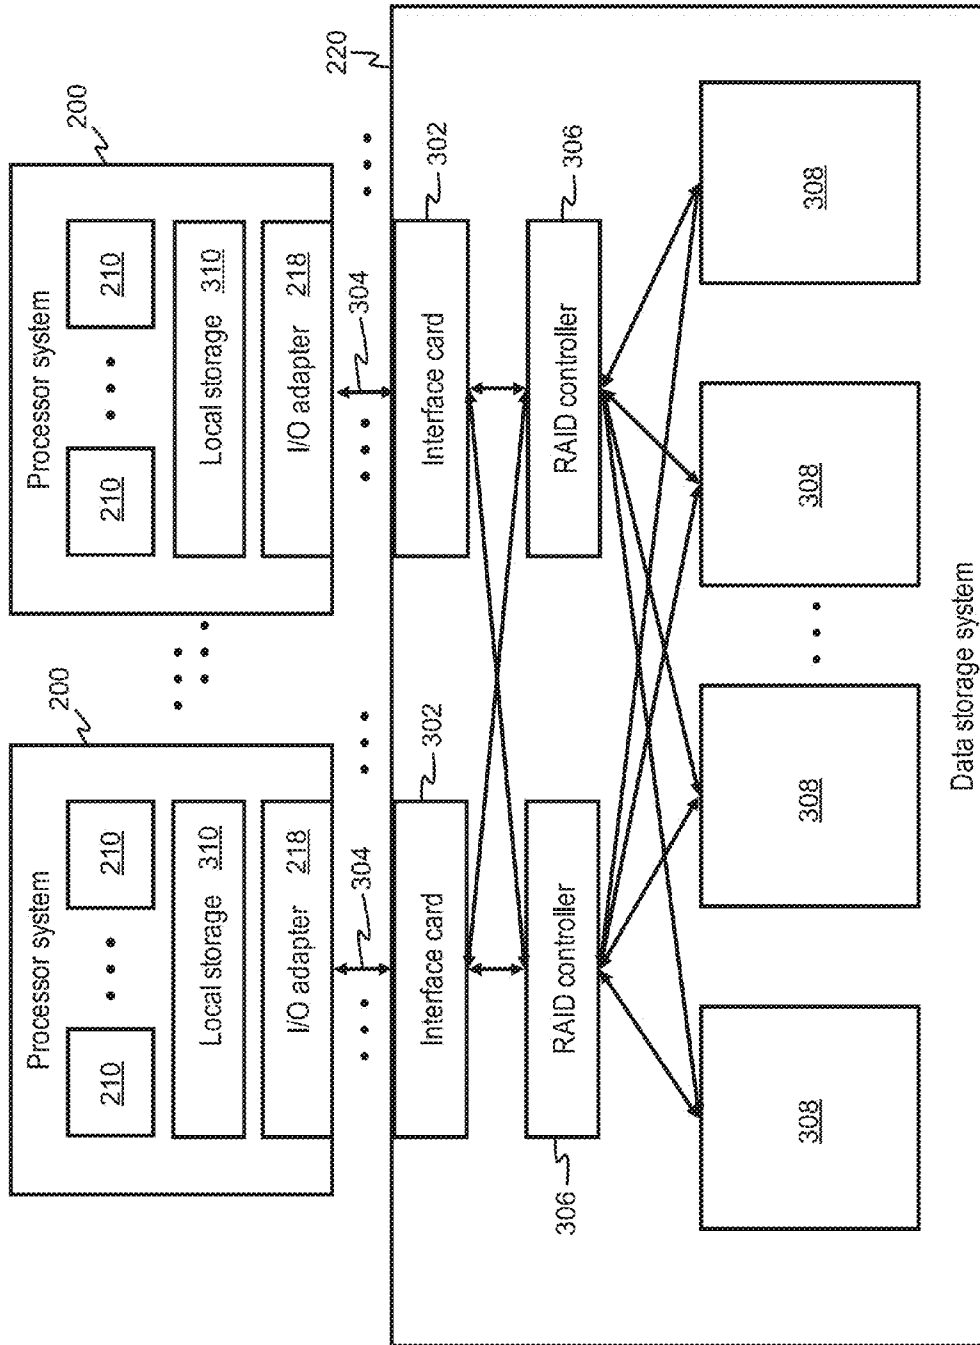 200
Processor system
210
210
Local storage 310
I/O adapter 218
304
200
Processor system
210
210
Local storage 310
I/O adapter 218
304
220
Interface card
302
Interface card
302
306
RAID controller
RAID controller
306
308
308
308
308
Data storage system